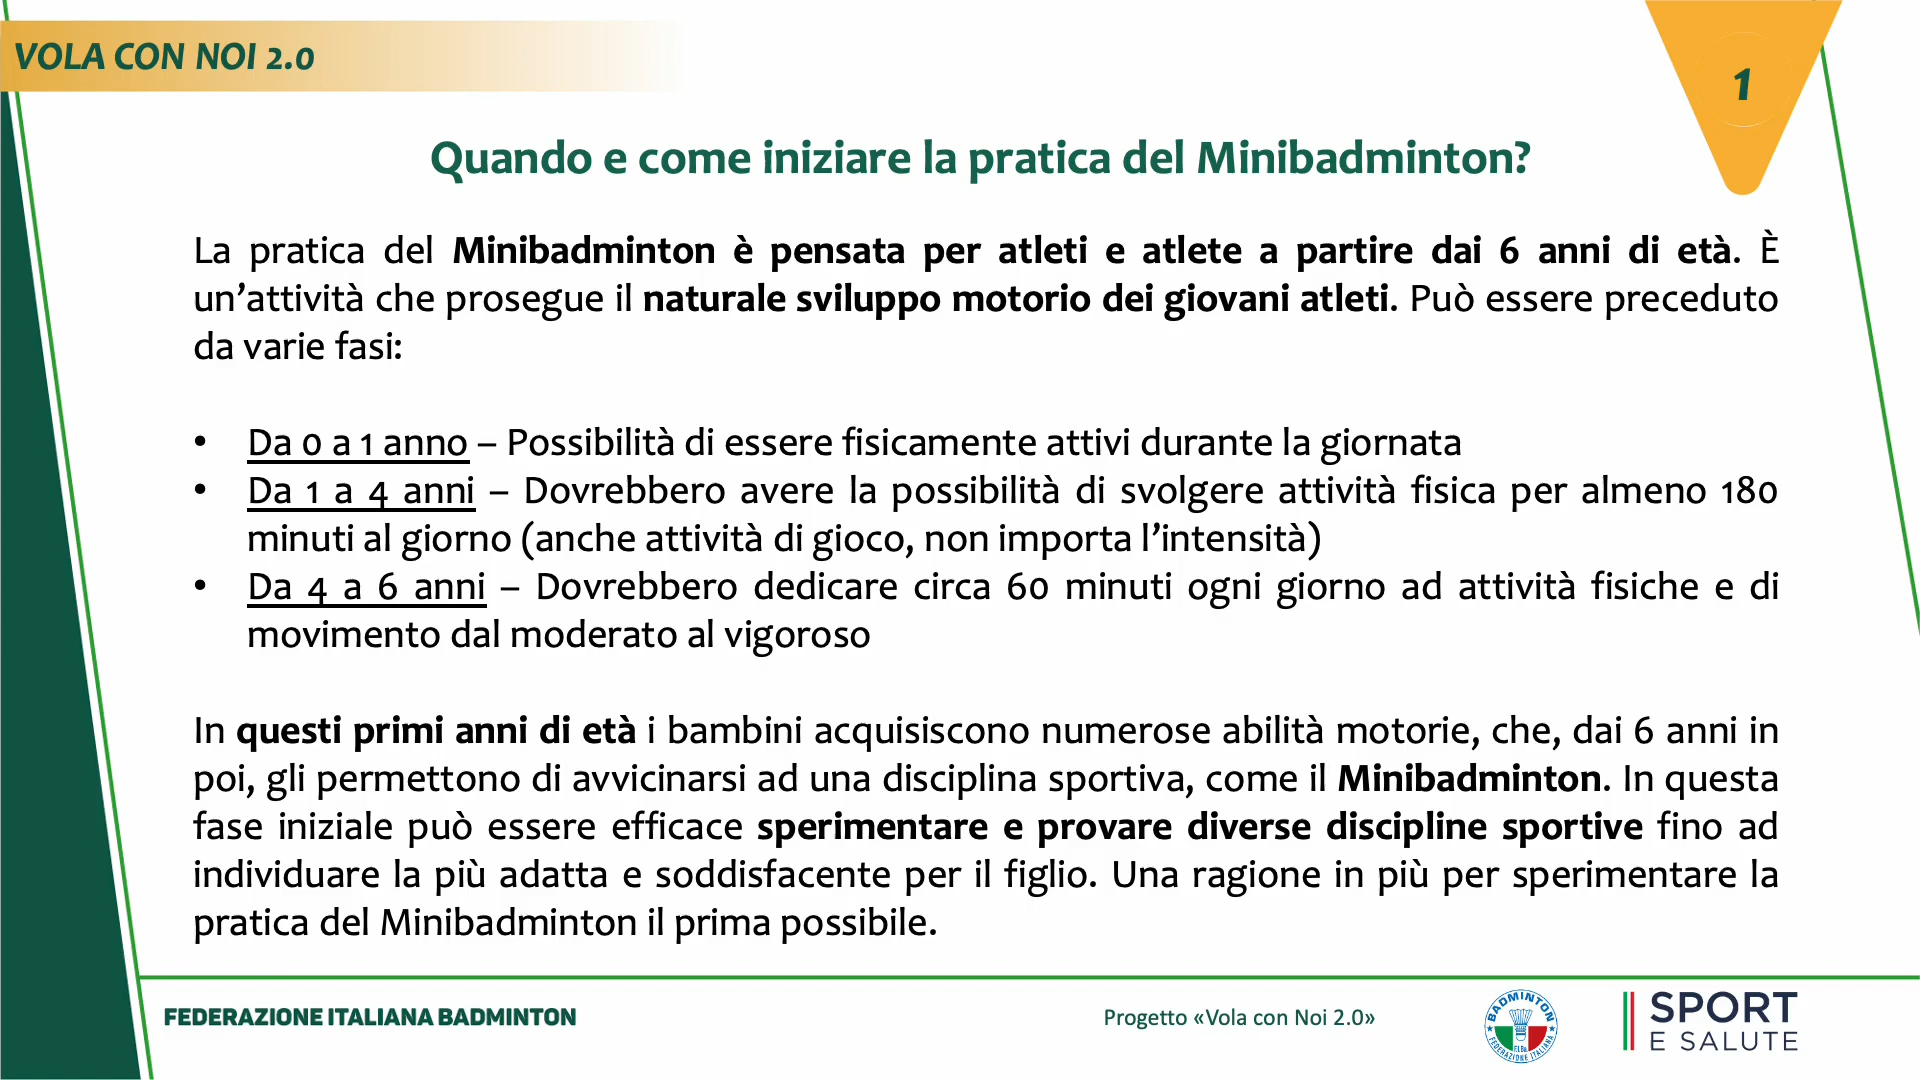 VOLA CON NOI 2.0
1
Quando e come iniziare la pratica del Minibadminton?
La pratica del Minibadminton è pensata per atleti e atlete a partire dai 6 anni di età. È
un’attività che prosegue il naturale sviluppo motorio dei giovani atleti. Può essere preceduto
da varie fasi:
• Da 0 a 1 anno – Possibilità di essere fisicamente attivi durante la giornata
• Da 1 a 4 anni – Dovrebbero avere la possibilità di svolgere attività fisica per almeno 180
minuti al giorno (anche attività di gioco, non importa l’intensità)
• Da 4 a 6 anni – Dovrebbero dedicare circa 60 minuti ogni giorno ad attività fisiche e di
movimento dal moderato al vigoroso
In questi primi anni di età i bambini acquisiscono numerose abilità motorie, che, dai 6 anni in
poi, gli permettono di avvicinarsi ad una disciplina sportiva, come il Minibadminton. In questa
fase iniziale può essere efficace sperimentare e provare diverse discipline sportive fino ad
individuare la più adatta e soddisfacente per il figlio. Una ragione in più per sperimentare la
pratica del Minibadminton il prima possibile.
FEDERAZIONE ITALIANA BADMINTON
Progetto «Vola con Noi 2.0»
BADMINTON
F.I.Ba.
FEDERAZIONE ITALIANA
SPORT
E SALUTE